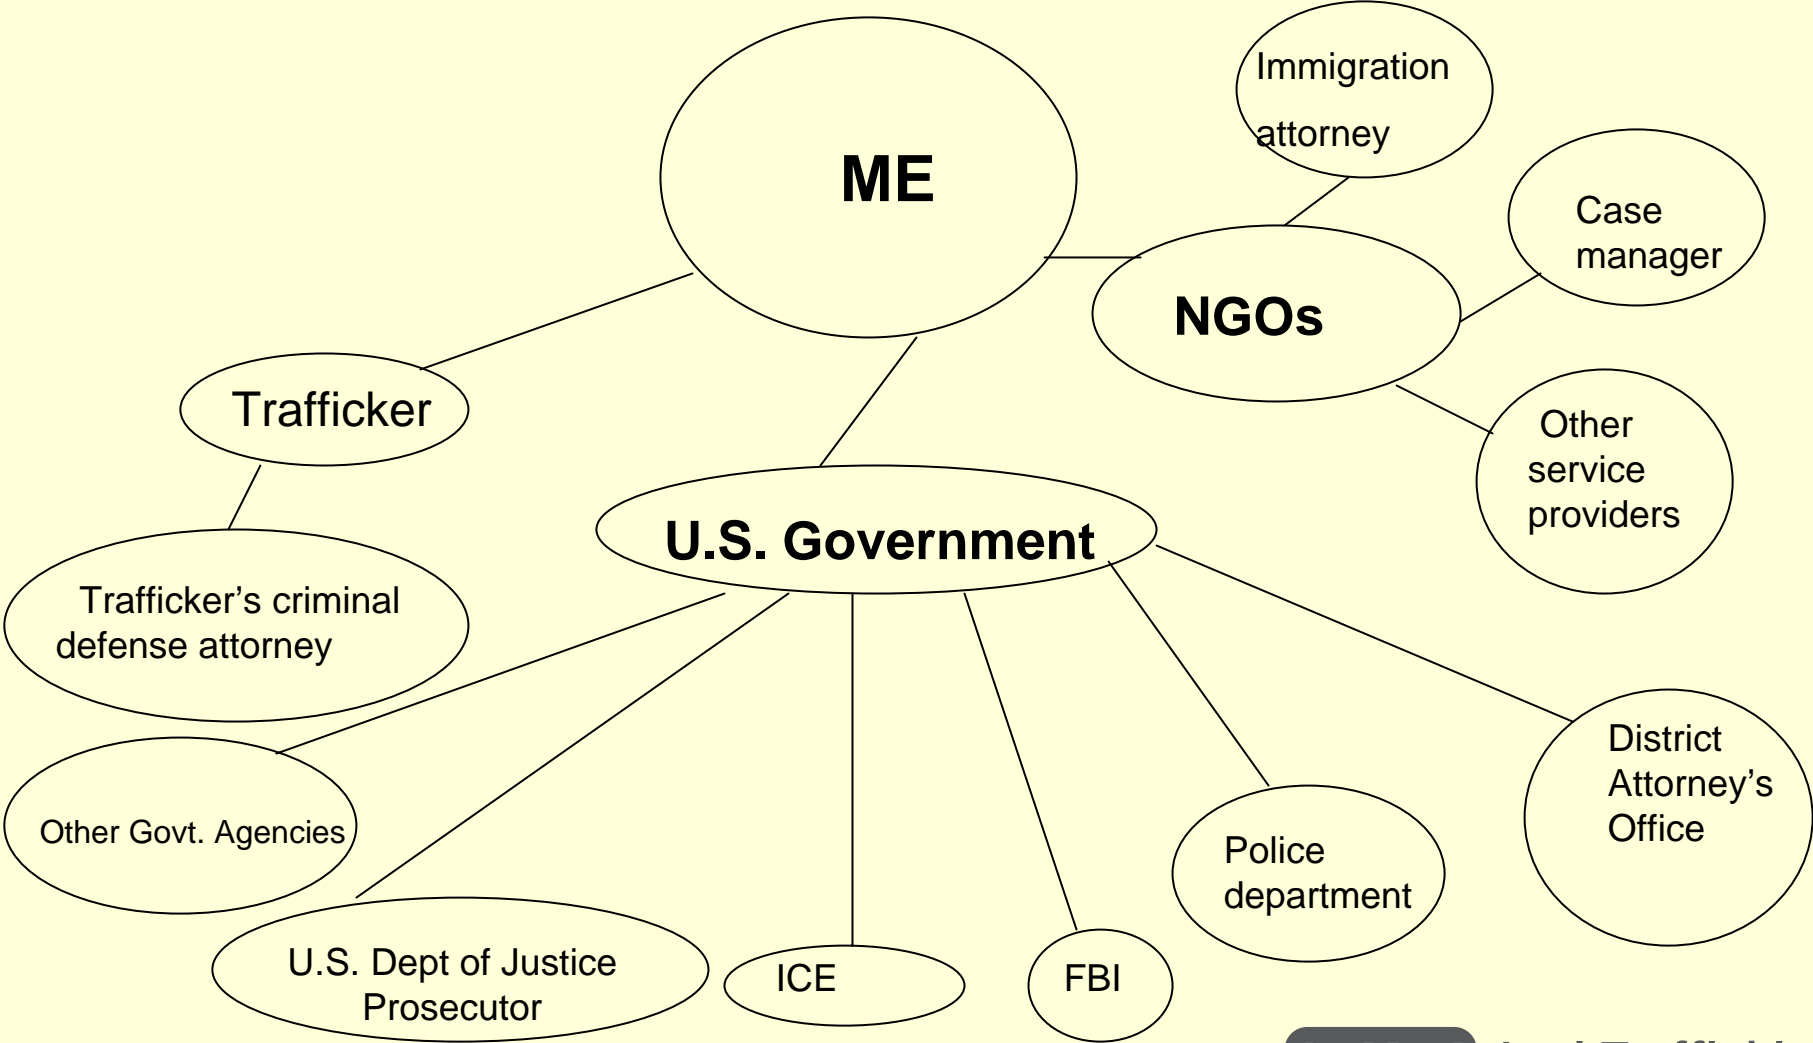 ME
Immigration
attorney
Case
manager
NGOs
Other
service
providers
Trafficker
Trafficker's criminal
defense attorney
U.S. Government
Other Govt. Agencies
U.S. Dept of Justice
Prosecutor
ICE
FBI
Police
department
District
Attorney's
Office